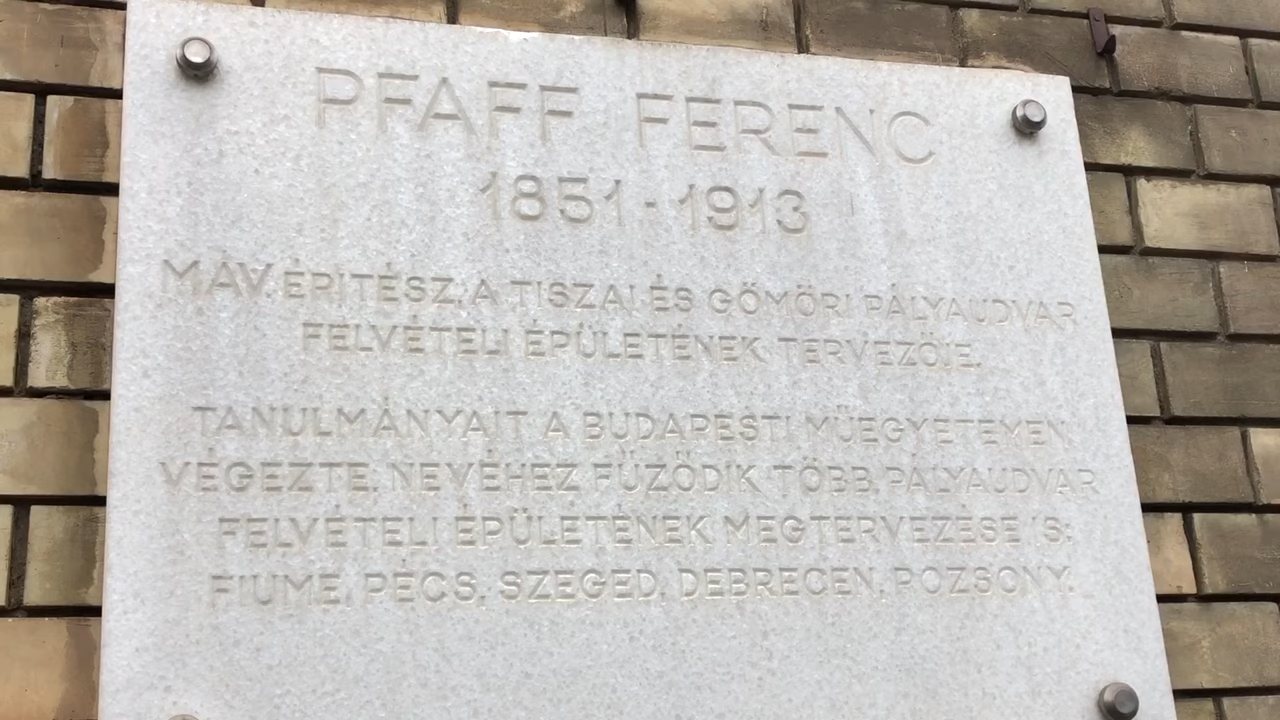 PFAFF FERENC
1851-1913
MÁV. ÉPITÉSZ, A TISZAI ÉS GÖMÖRI PÁLYAUDVAR
FELVÉTELI ÉPÜLETÉNEK TERVEZŐJE.
TANULMÁNYAIT A BUDAPESTI MŰEGYETEMEN
VÉGEZTE. NEVÉHEZ FŰZŐDIK TÖBB PÁLYAUDVAR
FELVÉTELI ÉPÜLETÉNEK MEGTERVEZÉSE IS:
FIUME, PÉCS, SZEGED, DEBRECEN, POZSONY.